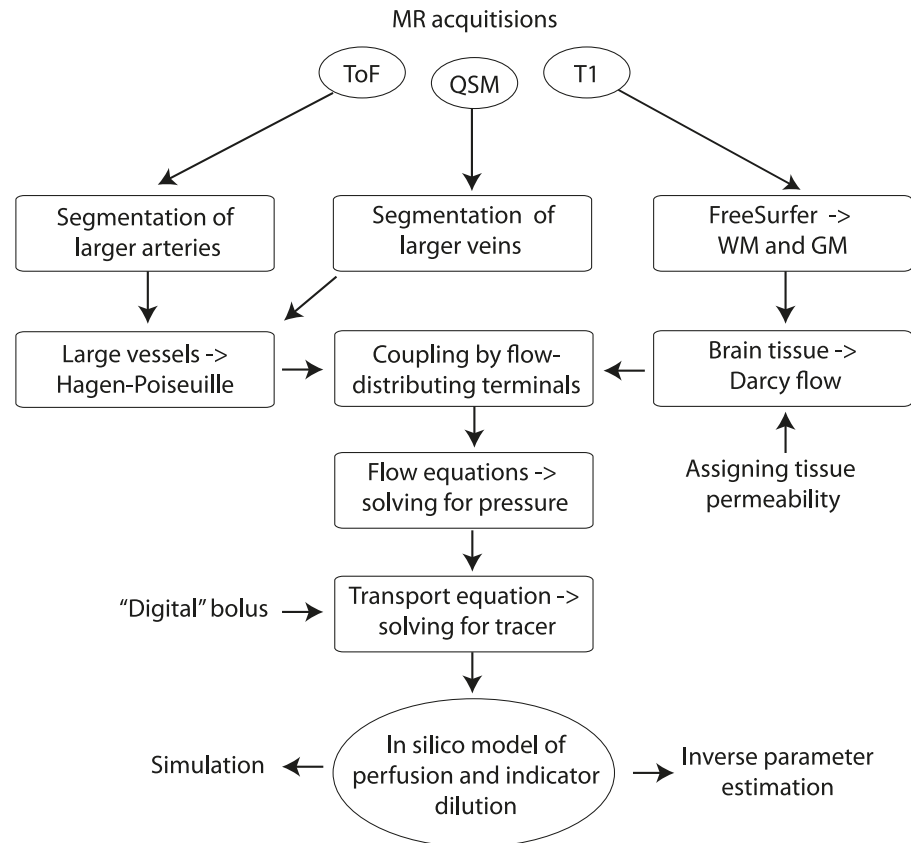 MR acquitisions
ToF
QSM
T1
Segmentation of
larger arteries
Segmentation of
larger veins
FreeSurfer ->
WM and GM
Large vessels ->
Hagen-Poiseuille
Coupling by flow-
distributing terminals
Brain tissue ->
Darcy flow
Flow equations ->
solving for pressure
Assigning tissue
permeability
"Digital" bolus
Transport equation ->
solving for tracer
Simulation
In silico model of
perfusion and indicator
dilution
Inverse parameter
estimation